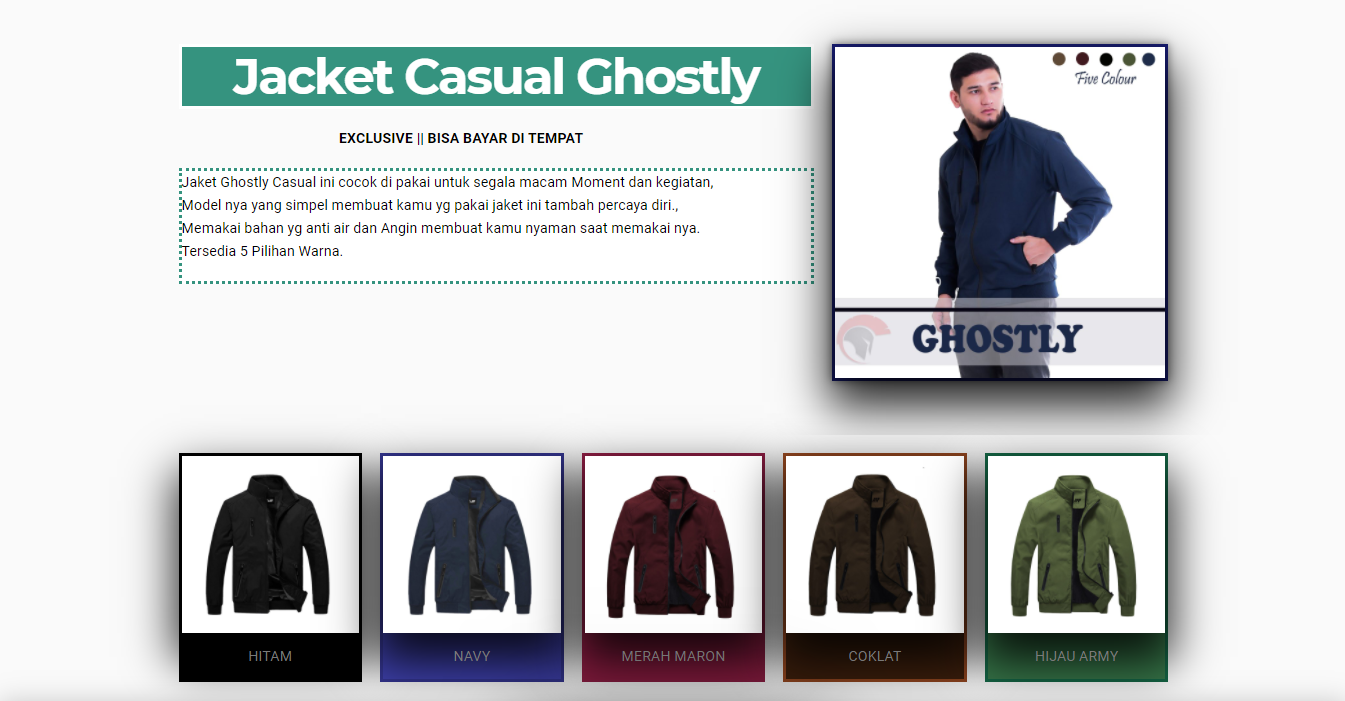 Jacket Casual Ghostly
EXCLUSIVE || BISA BAYAR DI TEMPAT
Jaket Ghostly Casual ini cocok di pakai untuk segala macam Moment dan kegiatan,
Model nya yang simpel membuat kamu yg pakai jaket ini tambah percaya diri.,
Memakai bahan yg anti air dan Angin membuat kamu nyaman saat memakai nya.
Tersedia 5 Pilihan Warna.
Five Colour
GHOSTLY
HITAM
NAVY
MERAH MARON
COKLAT
HIJAU ARMY